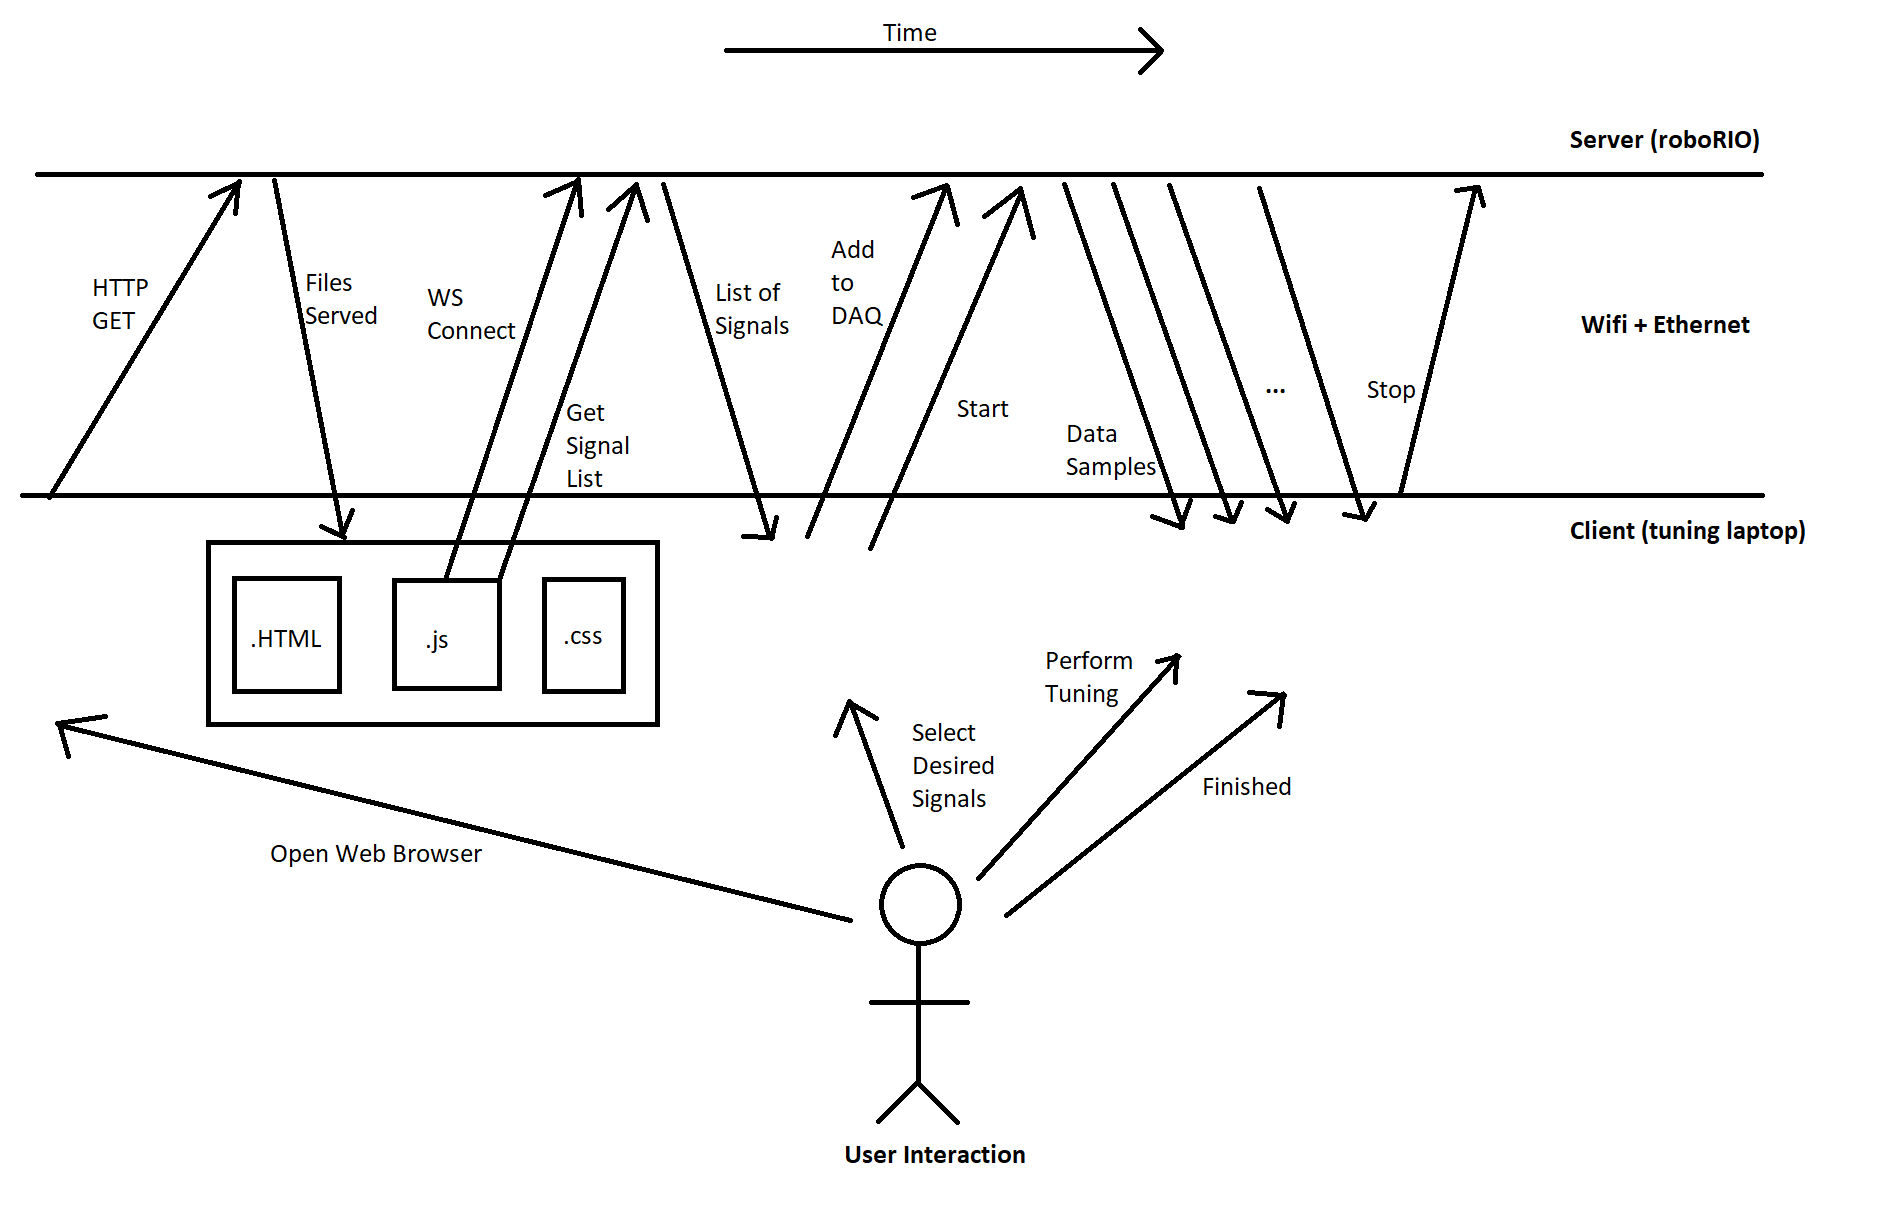 Time
Server (roboRIO)
HTTP
GET
Files
Served
WS
Connect
Get
Signal
List
List of
Signals
Add
to
DAQ
Start
Data
Samples
...
Stop
Wifi + Ethernet
Client (tuning laptop)
.HTML
.js
.css
Open Web Browser
Select
Desired
Signals
Perform
Tuning
Finished
User Interaction